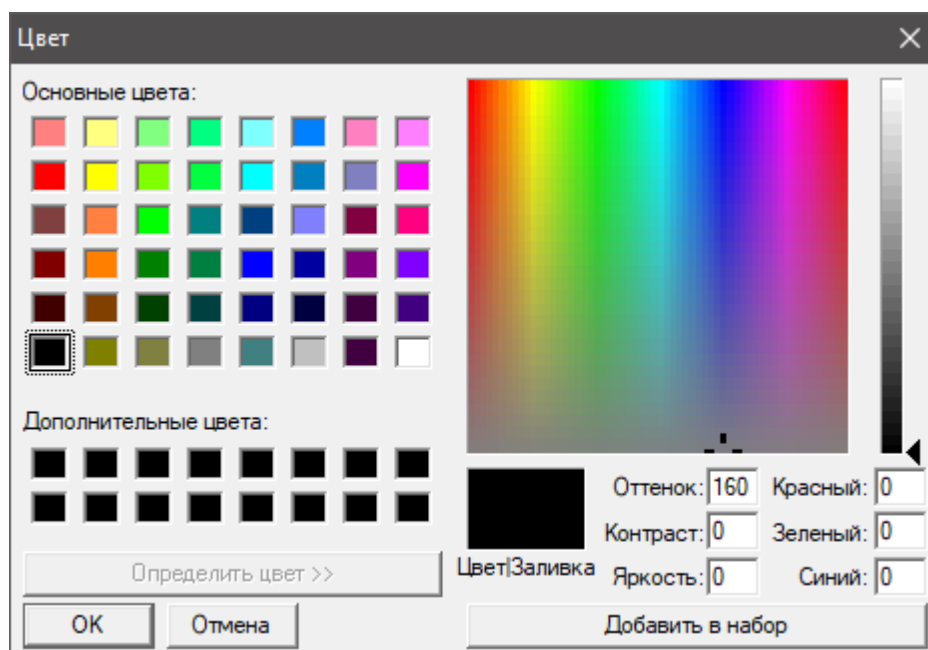 Цвет
Основные цвета:
Дополнительные цвета:
Определить цвет >>
OK
Отмена
Цвет|Заливка
Оттенок: 160
Контраст: 0
Яркость: 0
Красный: 0
Зеленый: 0
Синий: 0
Добавить в набор